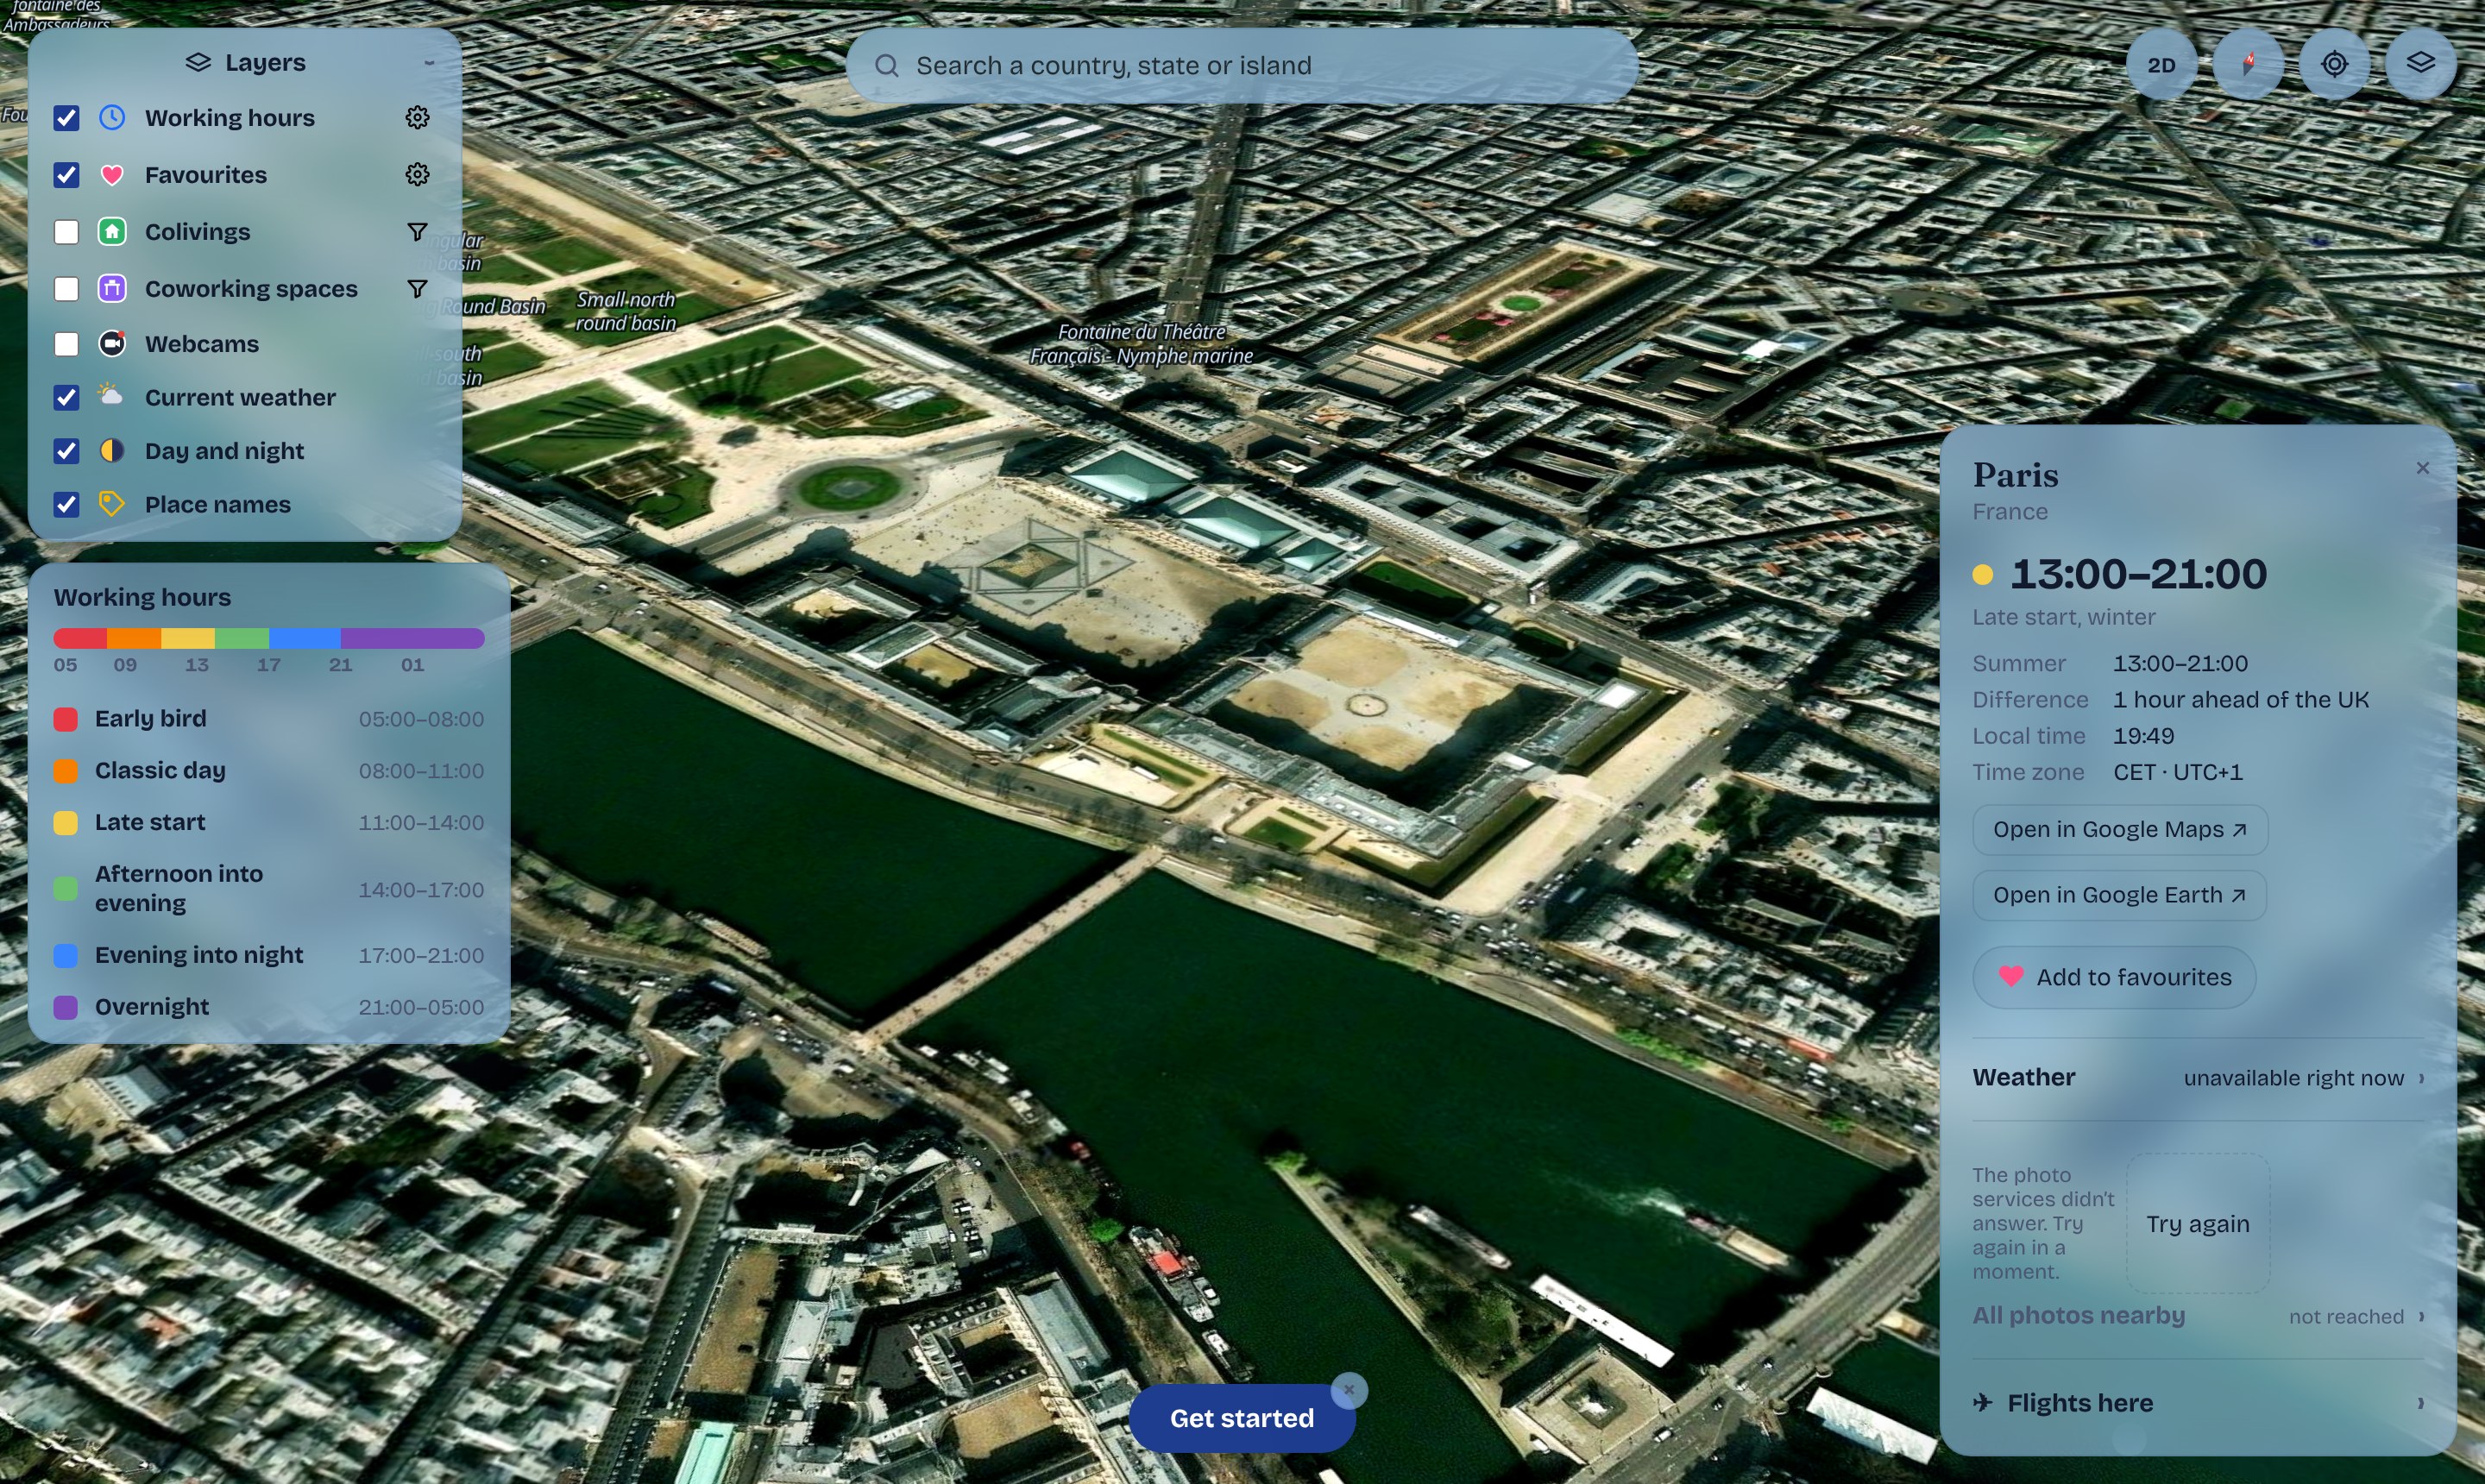 fontaine des
Ambassadeurs
Layers
Search a country, state or island
2D
N
Working hours
Fou
Favourites
Colivings
ngular
basin
Coworking spaces
Round Basin
Small north
round basin
Fontaine du Théâtre
Français - Nymphe marine
Webcams
south
basin
Current weather
Day and night
Place names
Paris
France
13:00–21:00
Late start, winter
Summer 13:00–21:00
Difference 1 hour ahead of the UK
Local time 19:49
Time zone CET · UTC+1
Open in Google Maps ↗
Open in Google Earth ↗
Add to favourites
Weather unavailable right now ›
The photo
services didn't
answer. Try
again in a
moment.
Try again
All photos nearby not reached ›
✈ Flights here ›
Working hours
05 09 13 17 21 01
Early bird 05:00–08:00
Classic day 08:00–11:00
Late start 11:00–14:00
Afternoon into
evening 14:00–17:00
Evening into night 17:00–21:00
Overnight 21:00–05:00
Get started